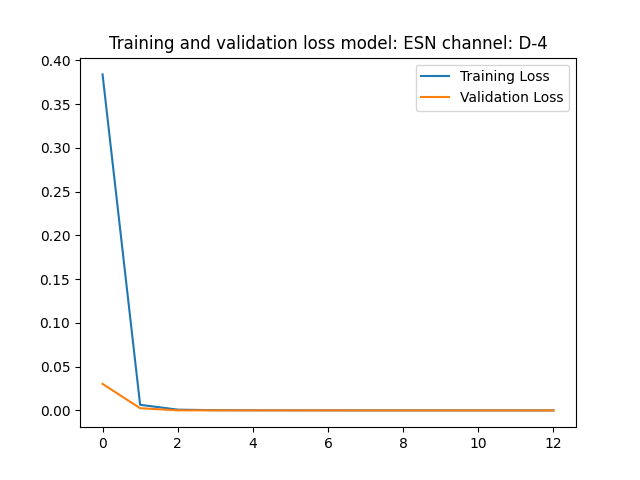 Training and validation loss model: ESN channel: D-4
Training Loss
Validation Loss
0.40
0.35
0.30
0.25
0.20
0.15
0.10
0.05
0.00
0 2 4 6 8 10 12